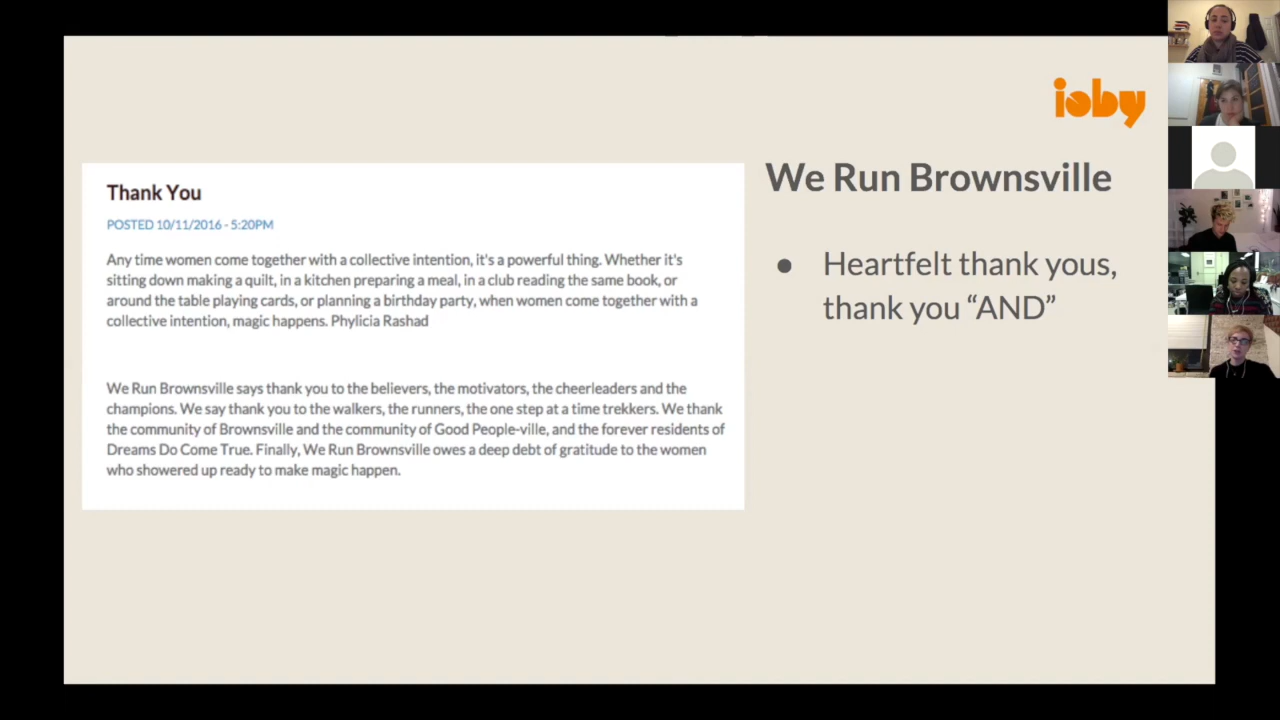 ioby
Thank You
POSTED 10/11/2016 - 5:20PM
Any time women come together with a collective intention, it's a powerful thing. Whether it's
sitting down making a quilt, in a kitchen preparing a meal, in a club reading the same book, or
around the table playing cards, or planning a birthday party, when women come together with a
collective intention, magic happens. Phylicia Rashad
We Run Brownsville says thank you to the believers, the motivators, the cheerleaders and the
champions. We say thank you to the walkers, the runners, the one step at a time trekkers. We thank
the community of Brownsville and the community of Good People-ville, and the forever residents of
Dreams Do Come True. Finally, We Run Brownsville owes a deep debt of gratitude to the women
who showered up ready to make magic happen.
We Run Brownsville
● Heartfelt thank yous,
thank you “AND”